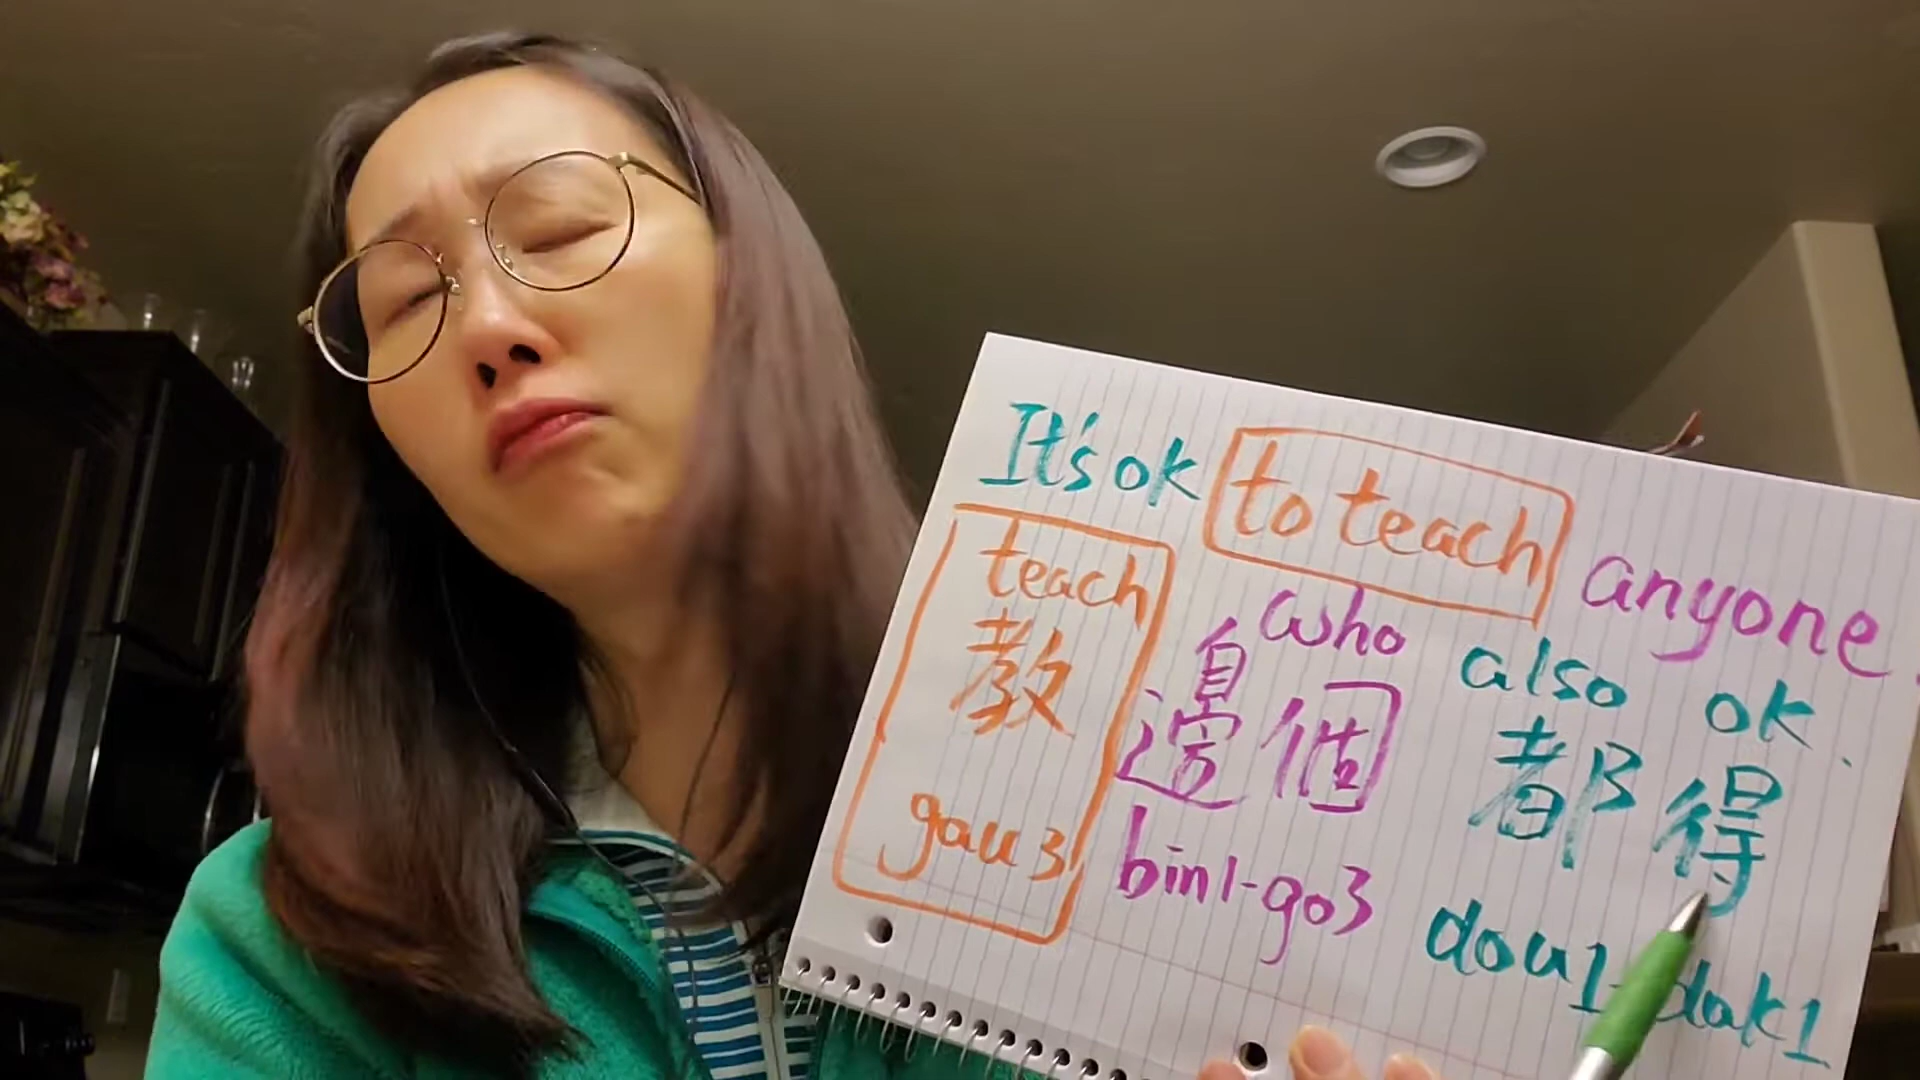 It's ok to teach anyone.
teach who also ok.
教 邊個 都得
gau3 bin1-go3 dou1-dak1